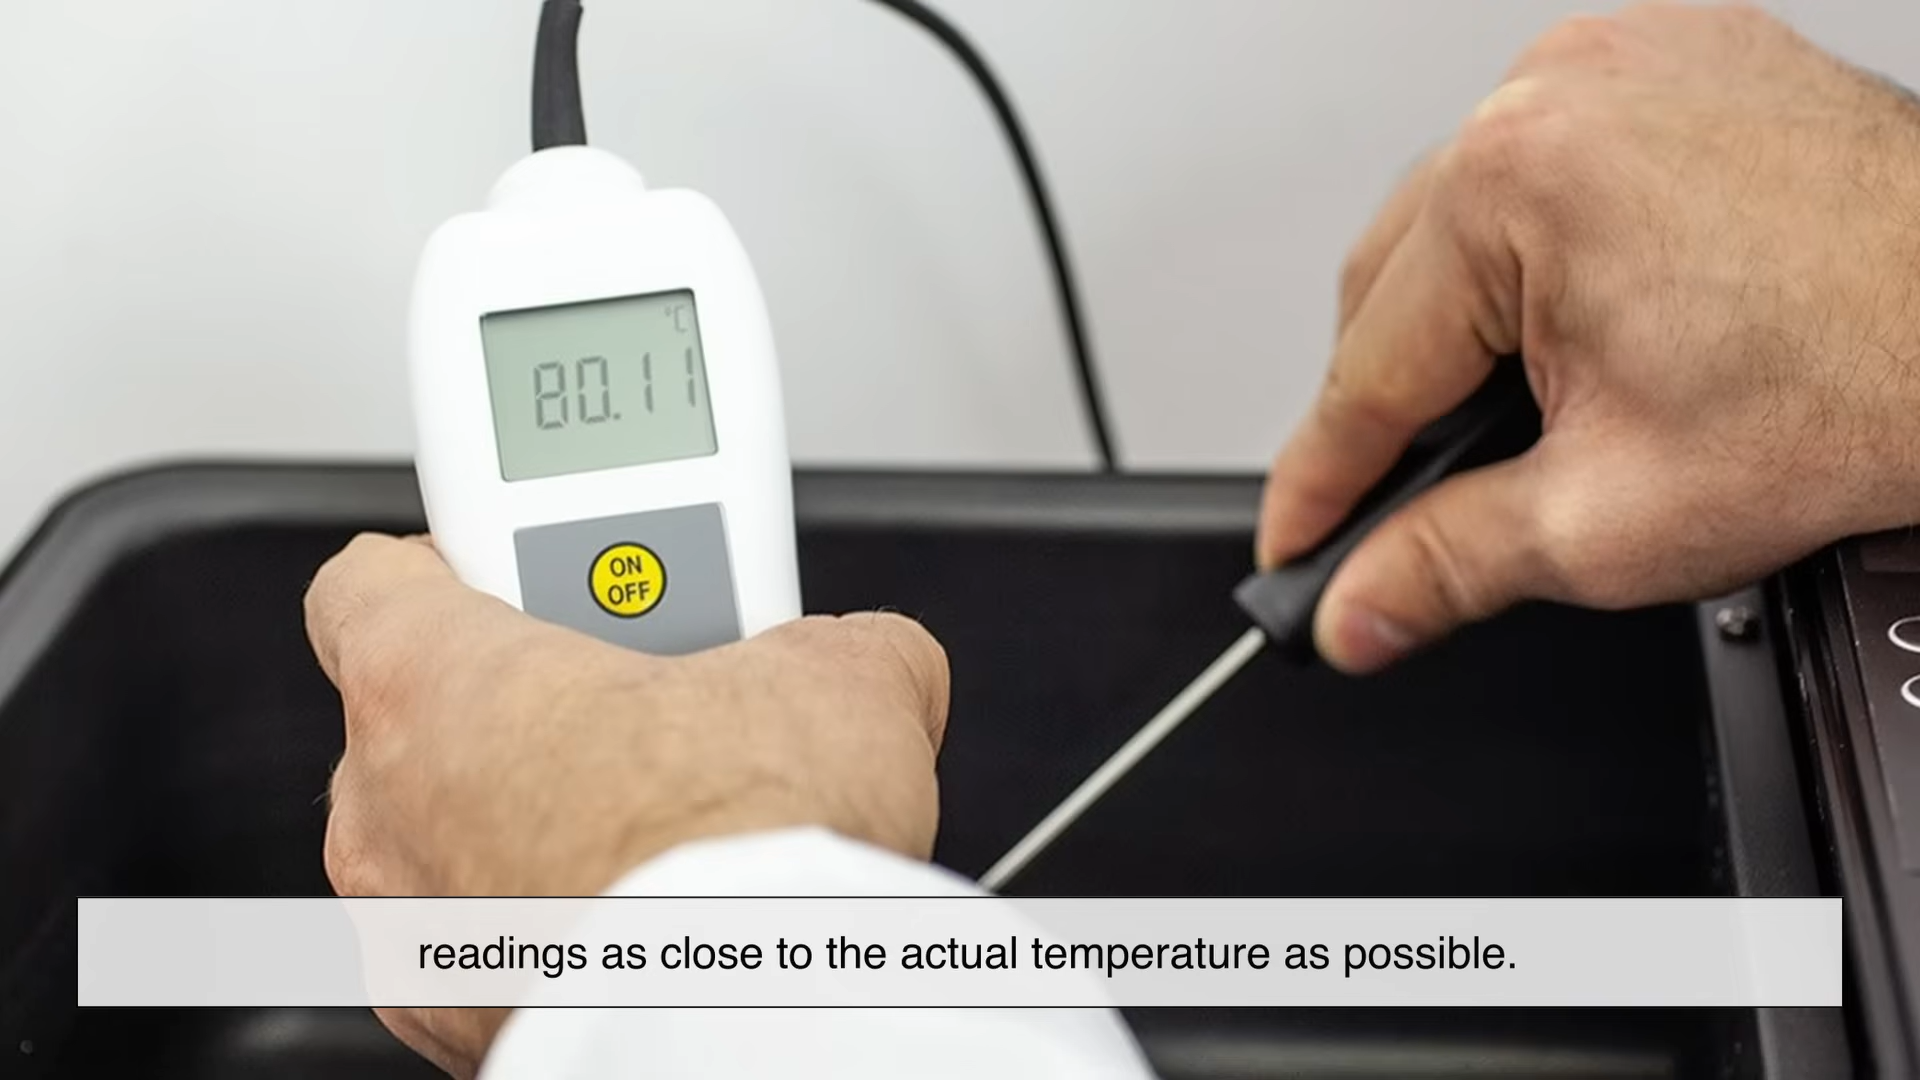 °C
80.11
ON
OFF
readings as close to the actual temperature as possible.